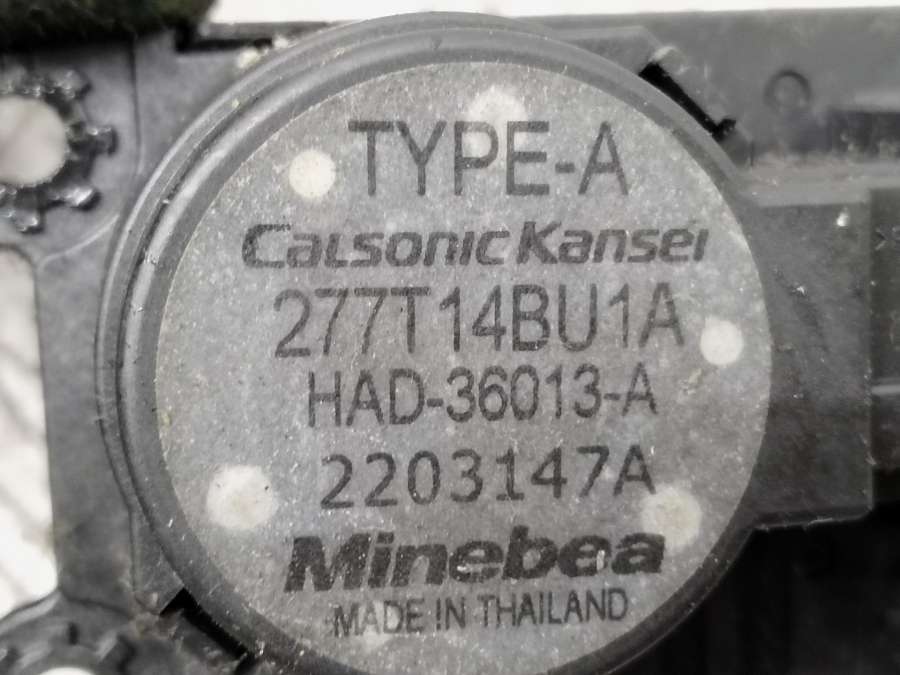 TYPE-A
CalsonicKansei
277T14BU1A
HAD-36013-A
2203147A
Minebea
MADE IN THAILAND